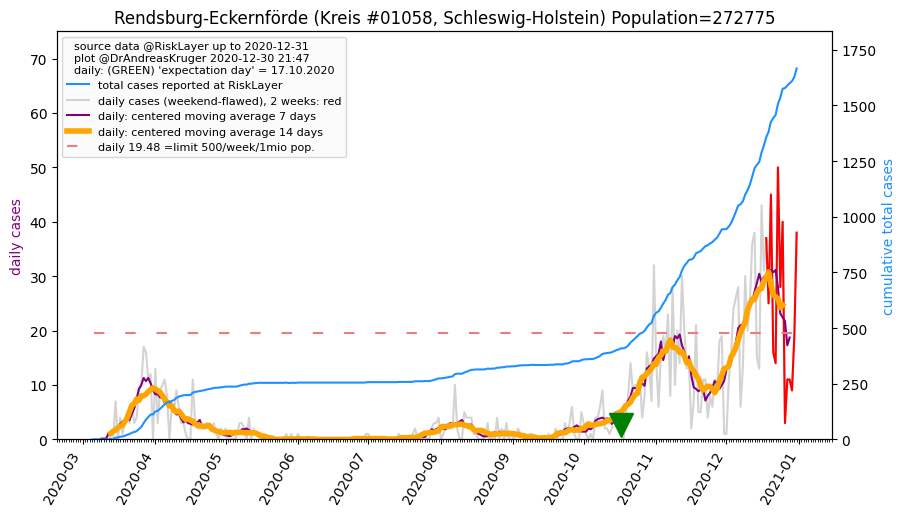 Rendsburg-Eckernförde (Kreis #01058, Schleswig-Holstein) Population=272775
source data @RiskLayer up to 2020-12-31
plot @DrAndreasKruger 2020-12-30 21:47
daily: (GREEN) 'expectation day' = 17.10.2020
total cases reported at RiskLayer
daily cases (weekend-flawed), 2 weeks: red
daily: centered moving average 7 days
daily: centered moving average 14 days
daily 19.48 =limit 500/week/1mio pop.
daily cases
70
60
50
40
30
20
10
0
cumulative total cases
1750
1500
1250
1000
750
500
250
0
2020-03
2020-04
2020-05
2020-06
2020-07
2020-08
2020-09
2020-10
2020-11
2020-12
2021-01